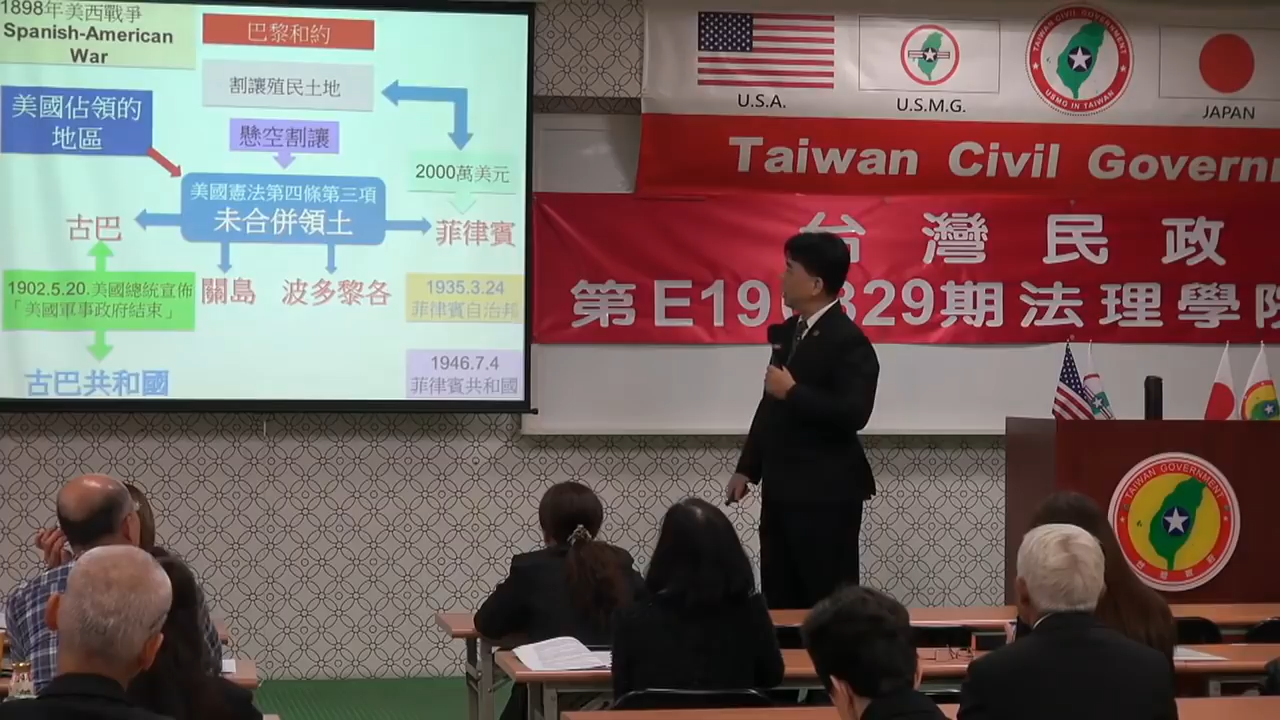 1898年美西戰爭
Spanish-American
War
巴黎和約
割讓殖民土地
美國佔領的
地區
懸空割讓
2000萬美元
美國憲法第四條第三項
未合併領土
古巴
菲律賓
關島
波多黎各
1902.5.20.美國總統宣佈
「美國軍事政府結束」
1935.3.24
菲律賓自治邦
1946.7.4
菲律賓共和國
古巴共和國
U.S.A.
U.S.M.G.
TAIWAN CIVIL GOVERNMENT
USMG IN TAIWAN
JAPAN
Taiwan Civil Governm
台灣民政
第E19 329期法理學院
TAIWAN GOVERNMENT